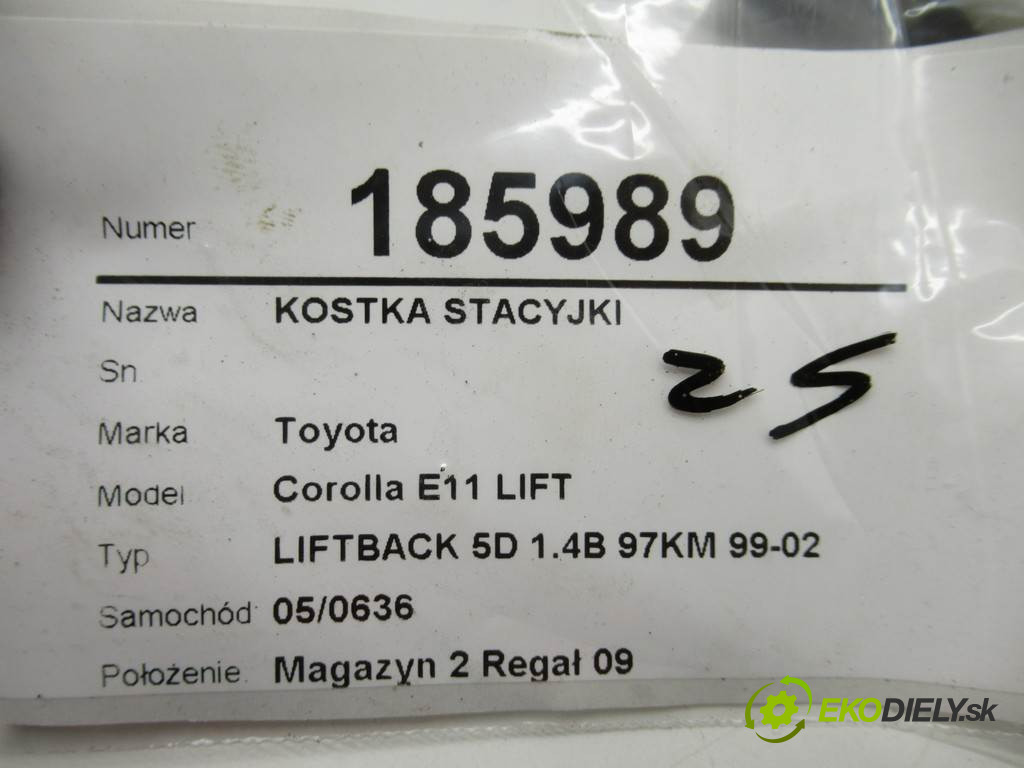 Numer 185989
Nazwa KOSTKA STACYJKI
Sn
25
Marka Toyota
Model Corolla E11 LIFT
Typ LIFTBACK 5D 1.4B 97KM 99-02
Samochód 05/0636
Położenie Magazyn 2 Regał 09
EKODIELY.sk